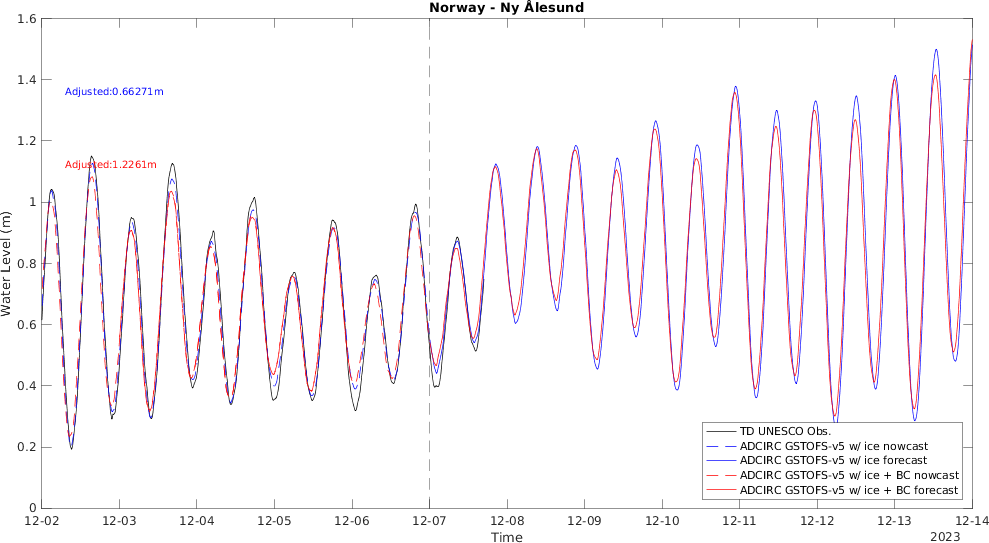 Norway - Ny Ålesund
1.6
1.4
1.2
1
0.8
0.6
0.4
0.2
0
Water Level (m)
Adjusted:0.66271m
Adjusted:1.2261m
TD UNESCO Obs.
ADCIRC GSTOFS-v5 w/ ice nowcast
ADCIRC GSTOFS-v5 w/ ice forecast
ADCIRC GSTOFS-v5 w/ ice + BC nowcast
ADCIRC GSTOFS-v5 w/ ice + BC forecast
12-02 12-03 12-04 12-05 12-06 12-07 12-08 12-09 12-10 12-11 12-12 12-13 12-14
Time
2023